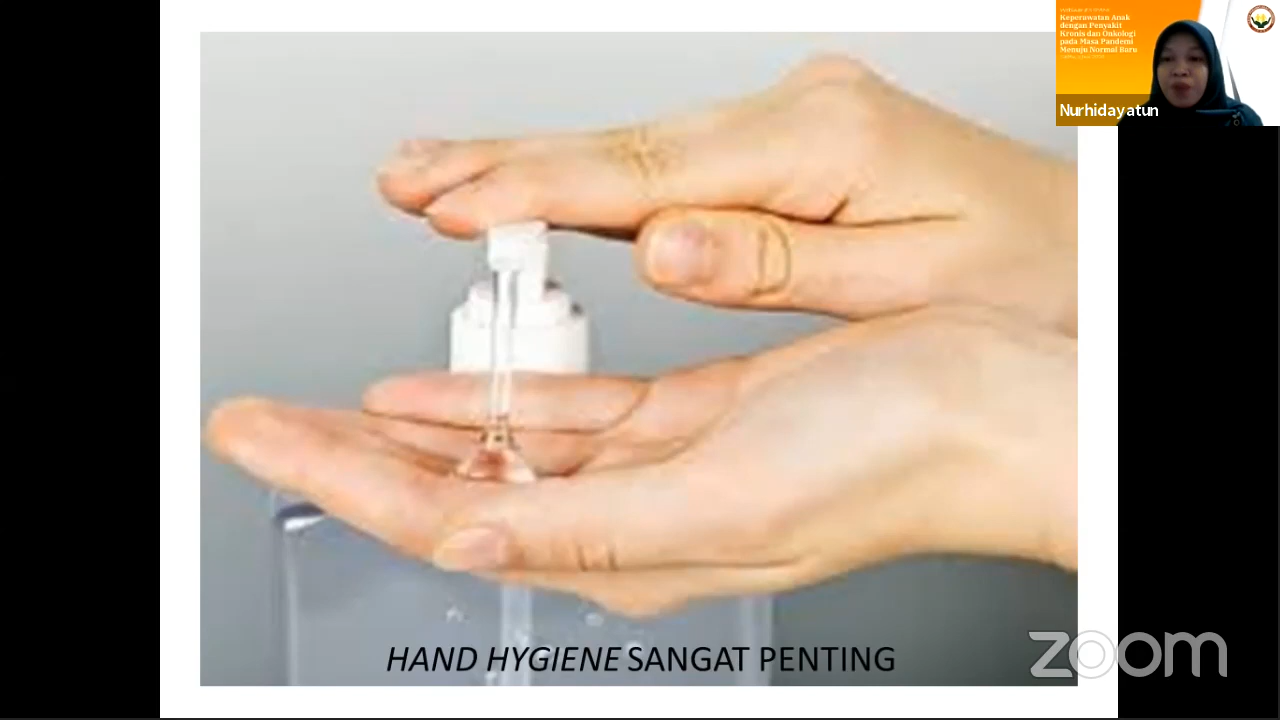 Keperawatan Anak
dengan Penyakit
Kronis dan Onkologi
pada Masa Pandemi
Menuju Normal Baru
Nurhidayatun
HAND HYGIENE SANGAT PENTING
zoom